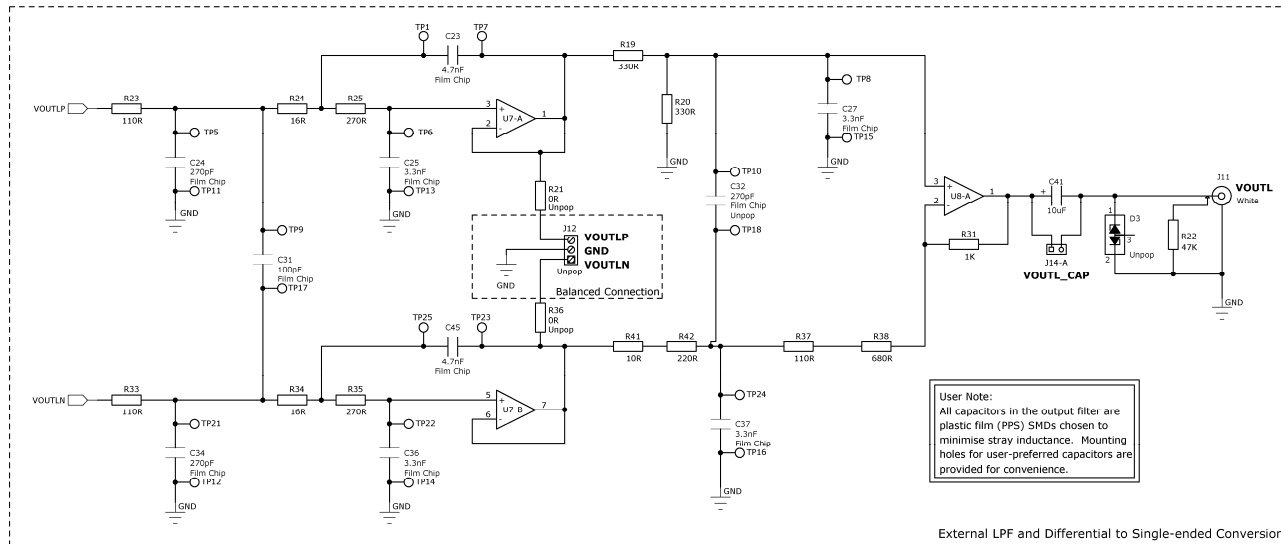 TP1
TP7
C23
4.7nF
Film Chip
R19
330R
TP8
R20
330R
C27
3.3nF
Film Chip
TP15
GND
GND
VOUTLP
R23
110R
R24
16R
R25
270R
3
+
2
-
1
U7-A
TP5
C24
270pF
Film Chip
TP11
GND
TP6
C25
3.3nF
Film Chip
TP13
GND
R21
0R
Unpop
TP10
C32
270pF
Film Chip
Unpop
TP18
3
+
2
-
1
U8-A
+
C41
10uF
J14-A
VOUTL_CAP
R31
1K
1
D3
3
2
Unpop
R22
47K
J11
VOUTL
White
GND
TP9
C31
100pF
Film Chip
TP17
J12
VOUTLP
GND
VOUTLN
Unpop
GND
Balanced Connection
R36
0R
Unpop
TP25
TP23
C45
4.7nF
Film Chip
R41
10R
R42
220R
R37
110R
R38
680R
VOUTLN
R33
110R
R34
16R
R35
270R
5
+
6
-
7
U7-B
TP21
C34
270pF
Film Chip
TP12
GND
TP22
C36
3.3nF
Film Chip
TP14
GND
TP24
C37
3.3nF
Film Chip
TP16
GND
User Note:
All capacitors in the output filter are
plastic film (PPS) SMDs chosen to
minimise stray inductance. Mounting
holes for user-preferred capacitors are
provided for convenience.
External LPF and Differential to Single-ended Conversion